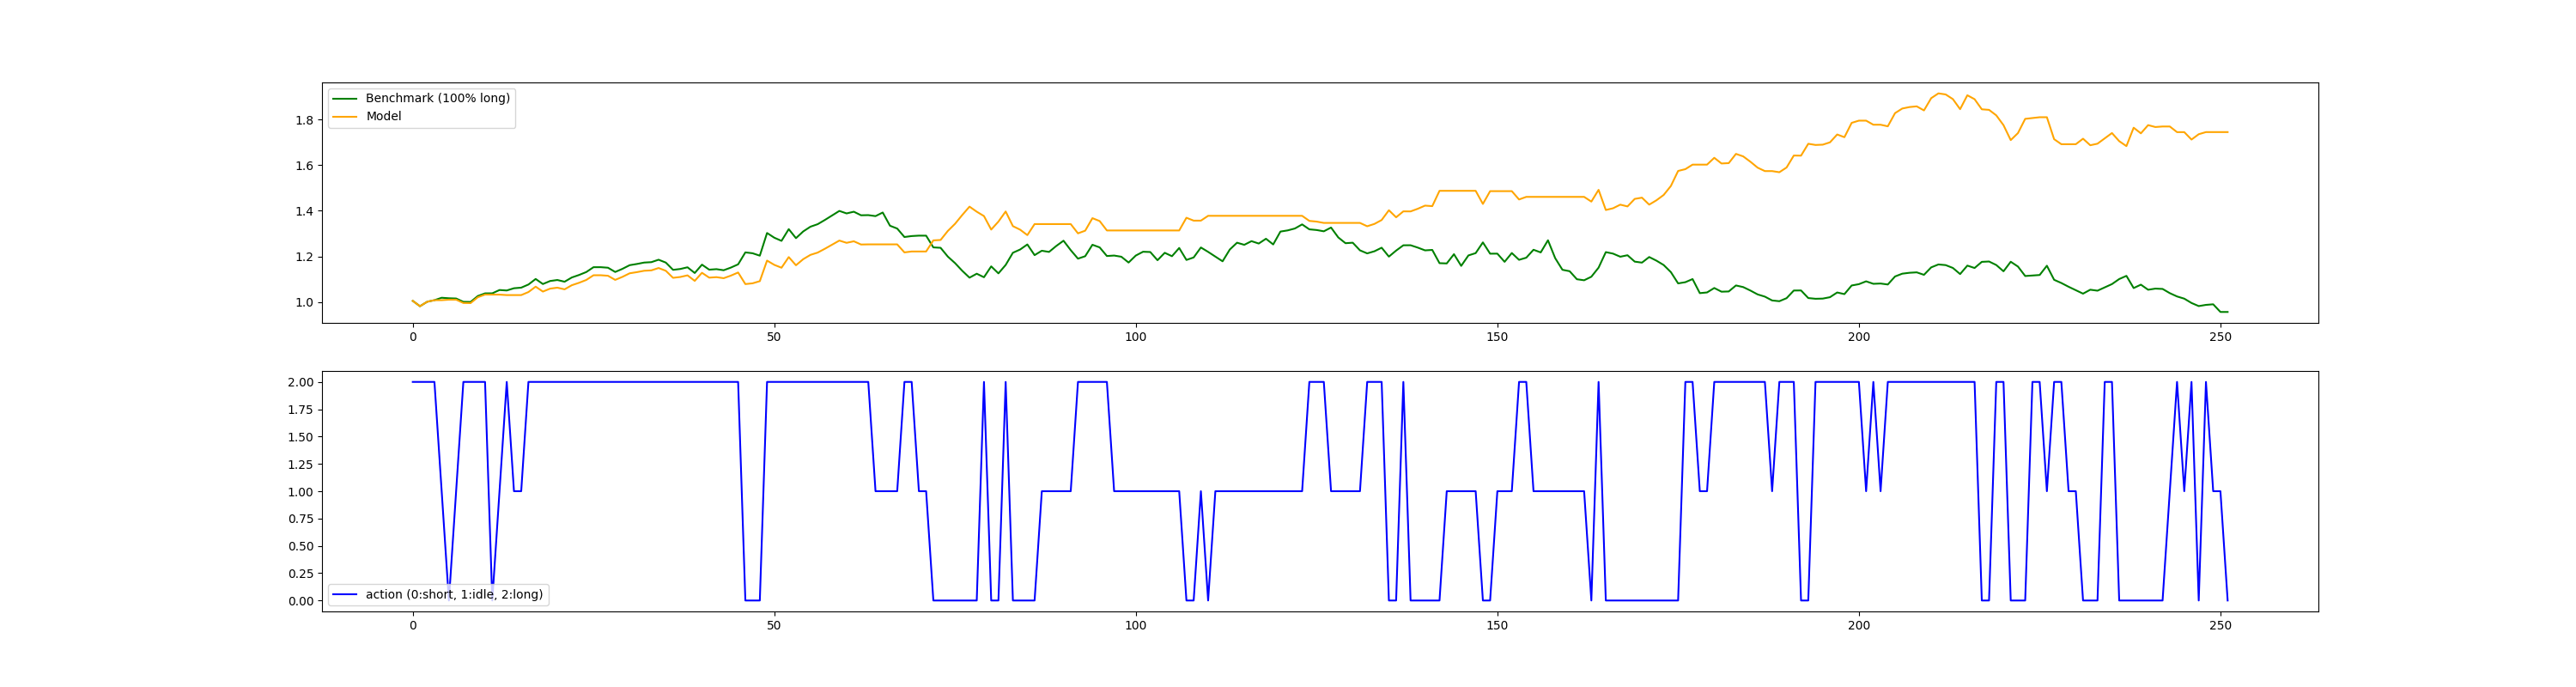 Benchmark (100% long)
Model
1.8
1.6
1.4
1.2
1.0
0 50 100 150 200 250
2.00
1.75
1.50
1.25
1.00
0.75
0.50
0.25
0.00
action (0:short, 1:idle, 2:long)
0 50 100 150 200 250